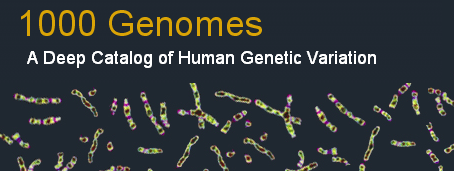 1000 Genomes
A Deep Catalog of Human Genetic Variation